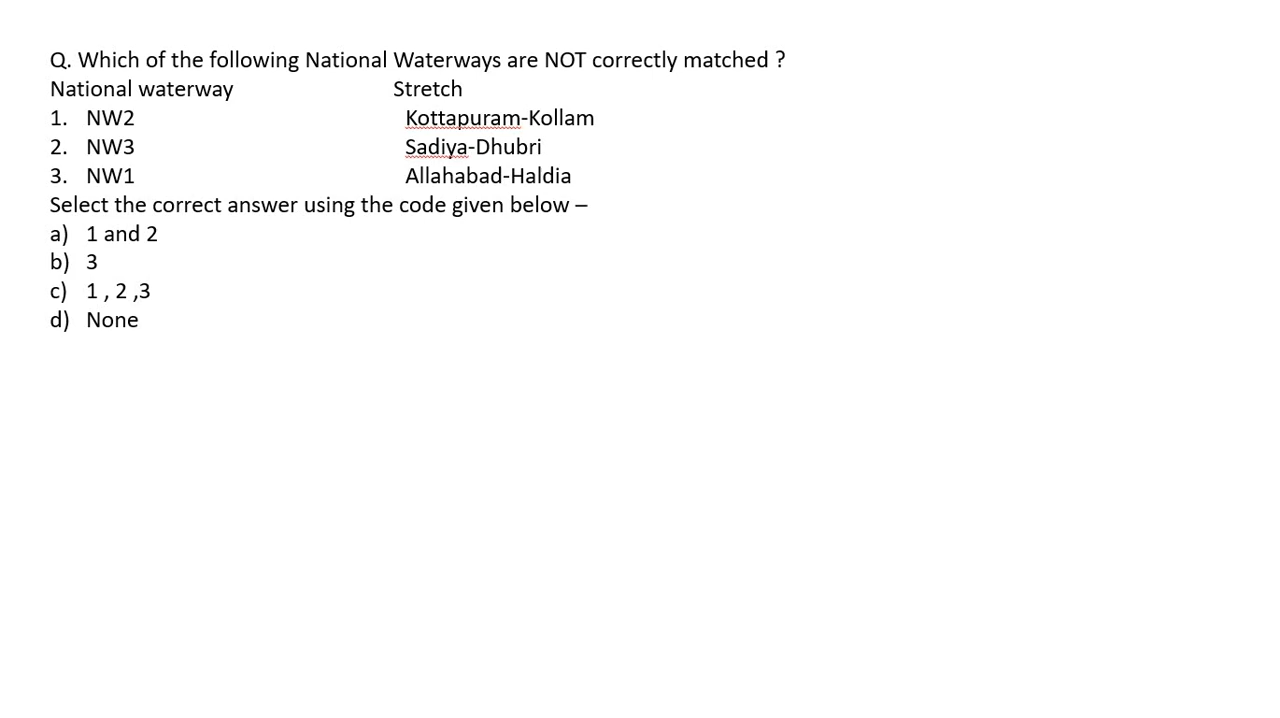 Q. Which of the following National Waterways are NOT correctly matched ?
National waterway Stretch
1. NW2 Kottapuram-Kollam
2. NW3 Sadiya-Dhubri
3. NW1 Allahabad-Haldia
Select the correct answer using the code given below –
a) 1 and 2
b) 3
c) 1 , 2 ,3
d) None